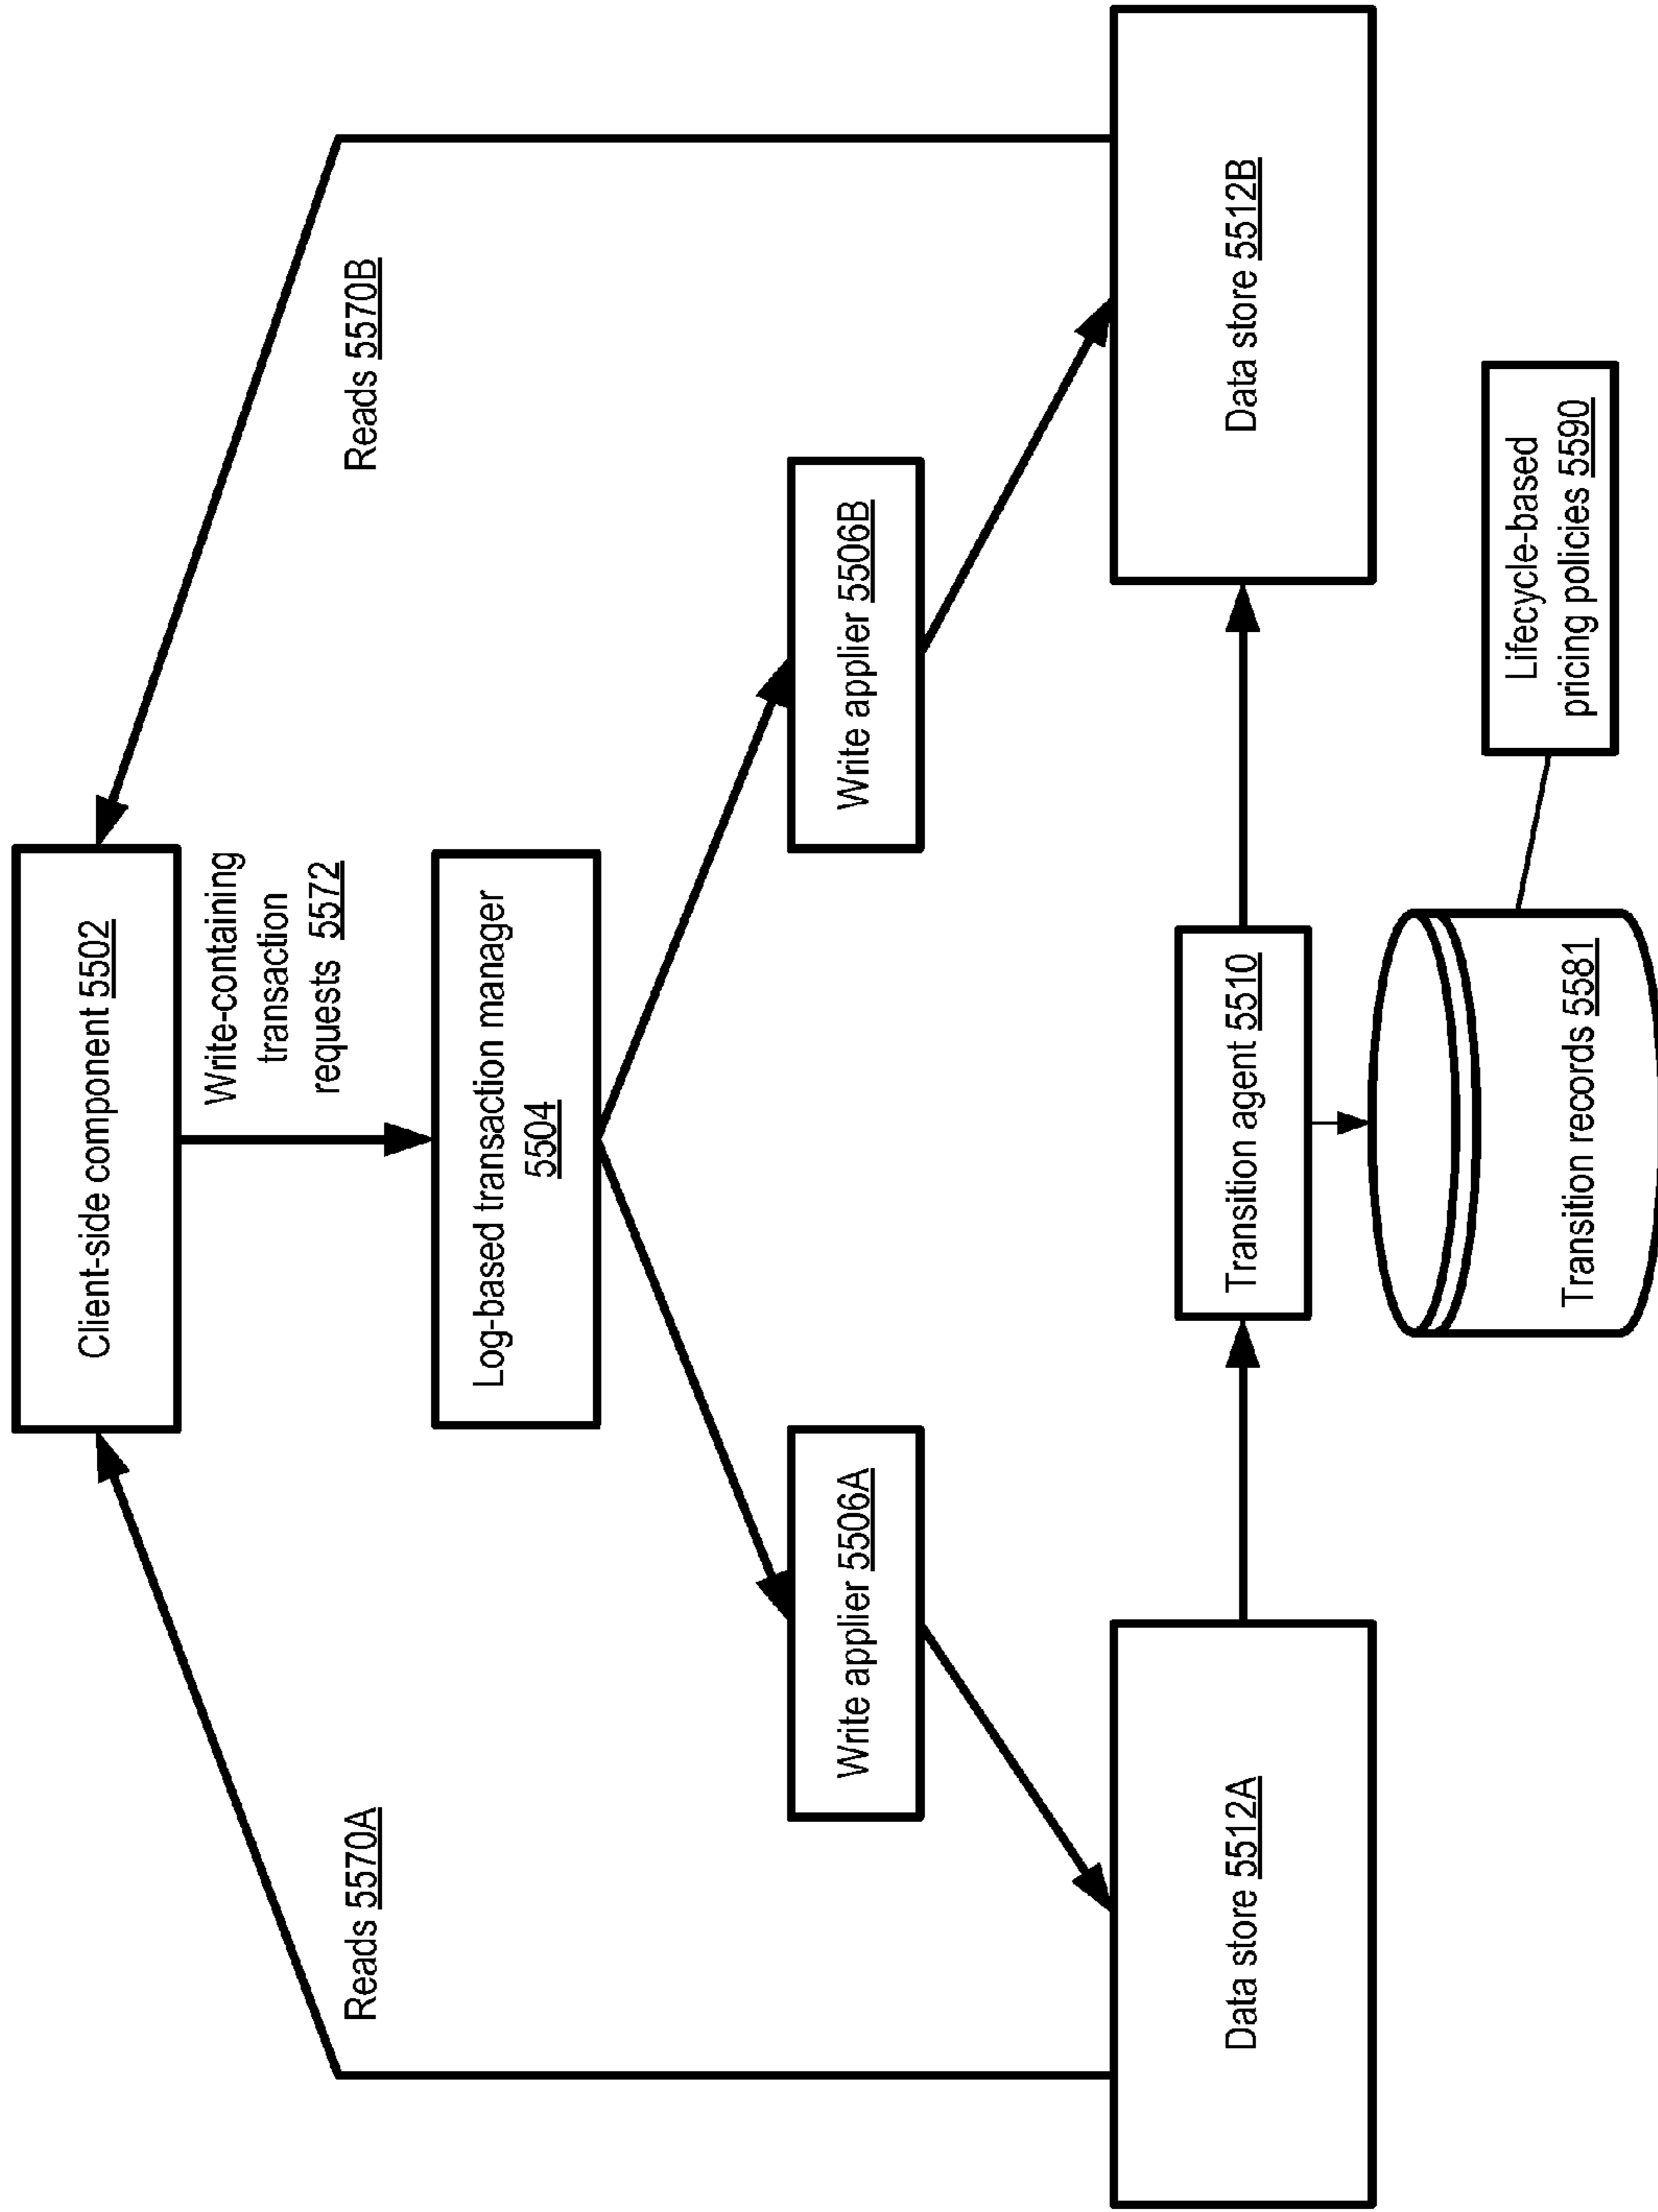 Client-side component 5502
Write-containing
transaction
requests 5572
Reads 5570A
Reads 5570B
Log-based transaction manager
5504
Write applier 5506A
Write applier 5506B
Data store 5512A
Transition agent 5510
Data store 5512B
Transition records 5581
Lifecycle-based
pricing policies 5590